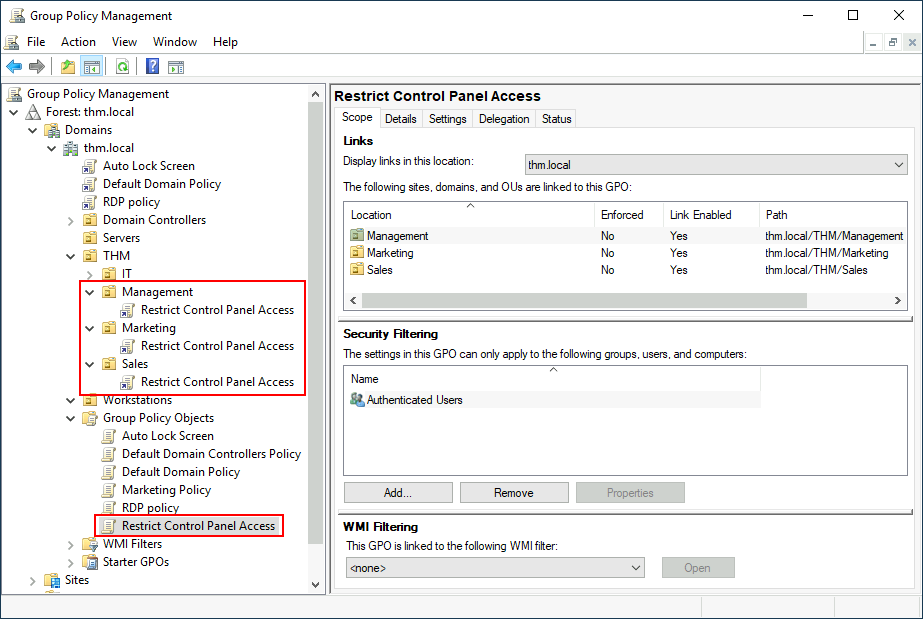 Group Policy Management
File Action View Window Help
Group Policy Management
Forest: thm.local
Domains
thm.local
Auto Lock Screen
Default Domain Policy
RDP policy
Domain Controllers
Servers
THM
IT
Management
Restrict Control Panel Access
Marketing
Restrict Control Panel Access
Sales
Restrict Control Panel Access
Workstations
Group Policy Objects
Auto Lock Screen
Default Domain Controllers Policy
Default Domain Policy
Marketing Policy
RDP policy
Restrict Control Panel Access
WMI Filters
Starter GPOs
Sites
Restrict Control Panel Access
Scope Details Settings Delegation Status
Links
Display links in this location: thm.local
The following sites, domains, and OUs are linked to this GPO:
Location Enforced Link Enabled Path
Management No Yes thm.local/THM/Management
Marketing No Yes thm.local/THM/Marketing
Sales No Yes thm.local/THM/Sales
Security Filtering
The settings in this GPO can only apply to the following groups, users, and computers:
Name
Authenticated Users
Add... Remove Properties
WMI Filtering
This GPO is linked to the following WMI filter:
<none> Open